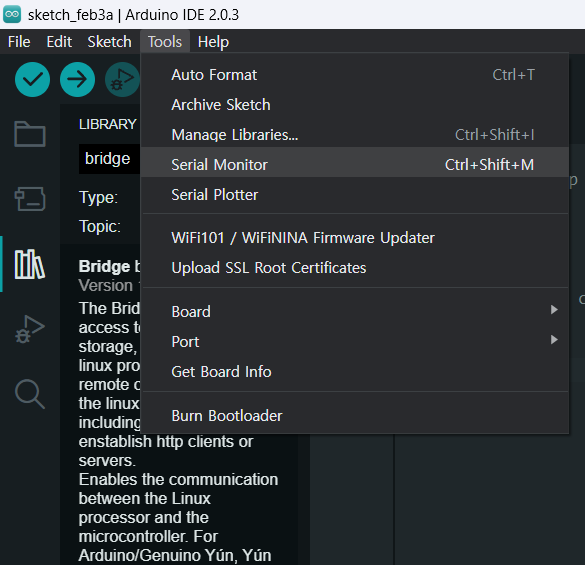 sketch_feb3a | Arduino IDE 2.0.3
File Edit Sketch Tools Help
Auto Format Ctrl+T
Archive Sketch
Manage Libraries... Ctrl+Shift+I
Serial Monitor Ctrl+Shift+M
Serial Plotter
WiFi101 / WiFiNINA Firmware Updater
Upload SSL Root Certificates
Board
Port
Get Board Info
Burn Bootloader
LIBRARY
bridge
Type:
Topic:
Bridge b
Version
The Brid
access to
storage,
linux pro
remote c
the linux
including
enstablish http clients or
servers.
Enables the communication
between the Linux
processor and the
microcontroller. For
Arduino/Genuino Yún, Yún